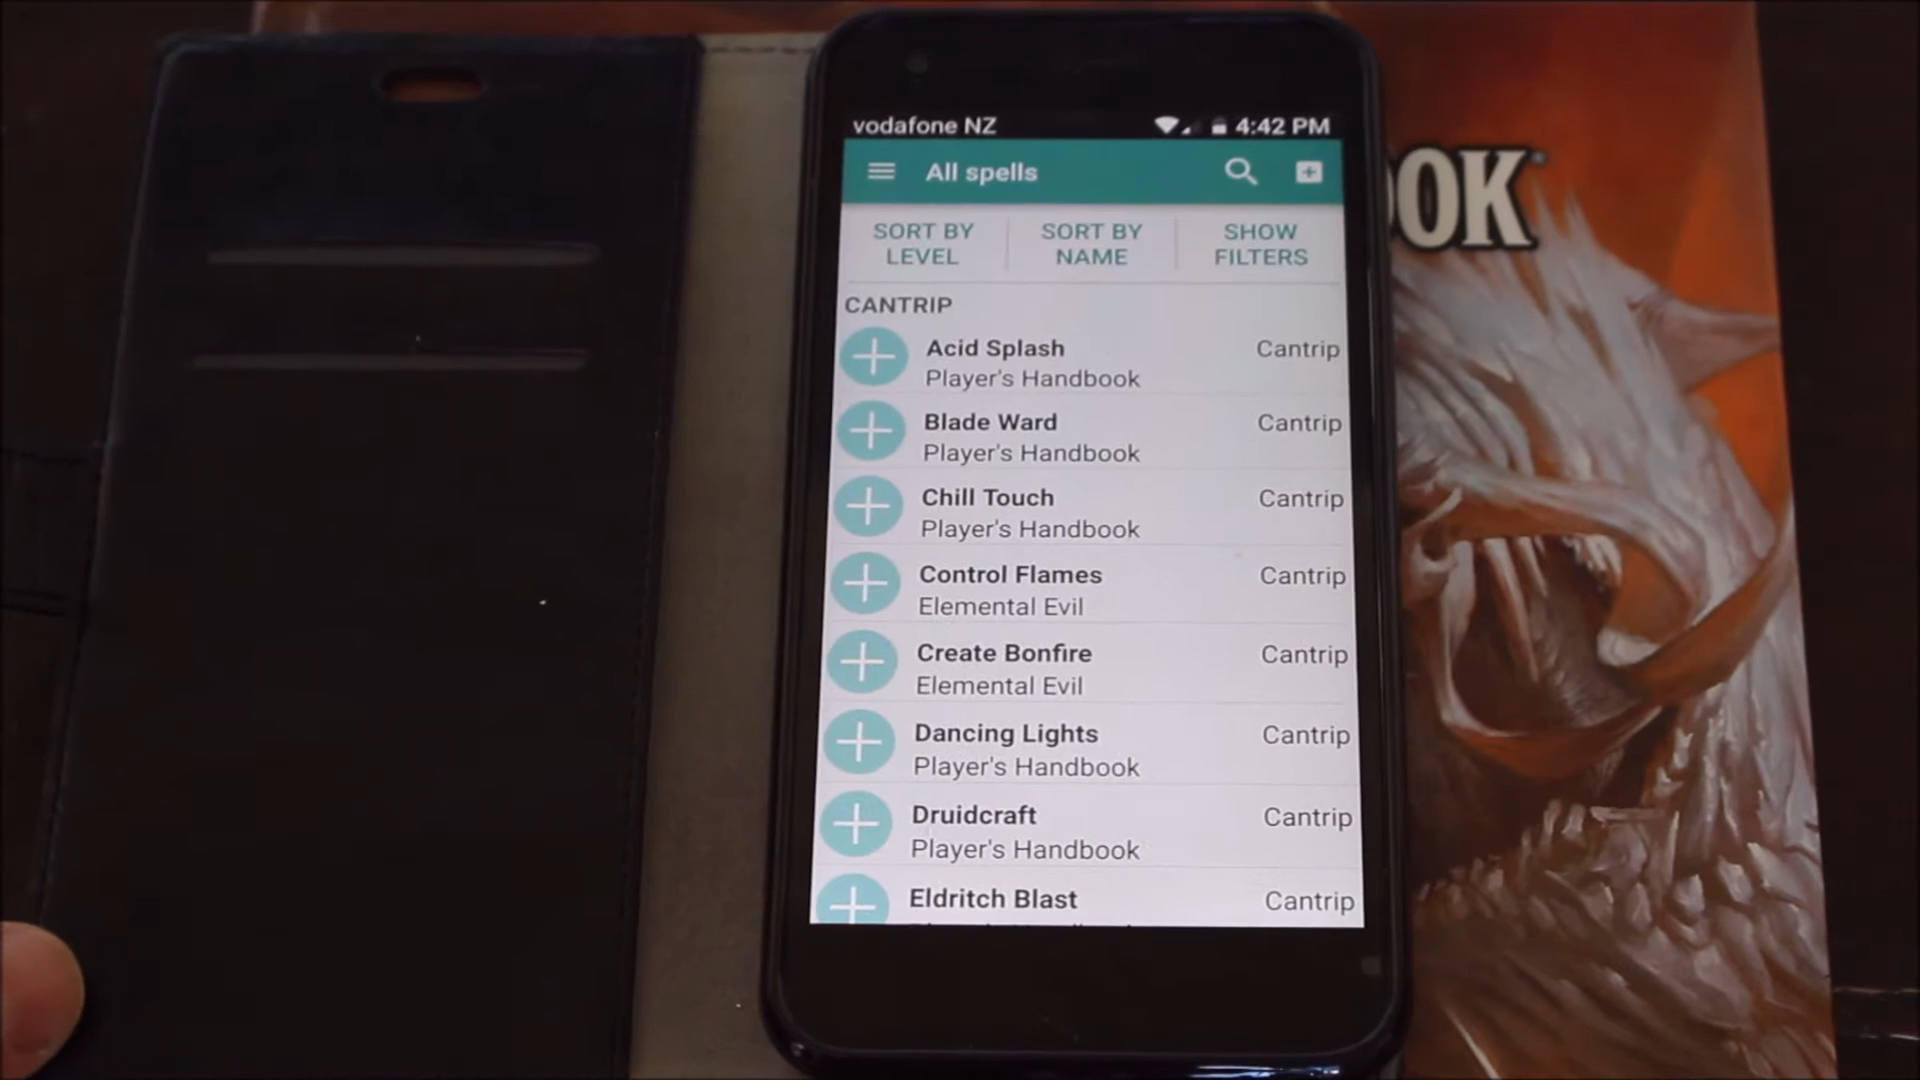 vodafone NZ 4:42 PM
All spells
SORT BY LEVEL
SORT BY NAME
SHOW FILTERS
CANTRIP
Acid Splash Cantrip
Player's Handbook
Blade Ward Cantrip
Player's Handbook
Chill Touch Cantrip
Player's Handbook
Control Flames Cantrip
Elemental Evil
Create Bonfire Cantrip
Elemental Evil
Dancing Lights Cantrip
Player's Handbook
Druidcraft Cantrip
Player's Handbook
Eldritch Blast Cantrip
OOK